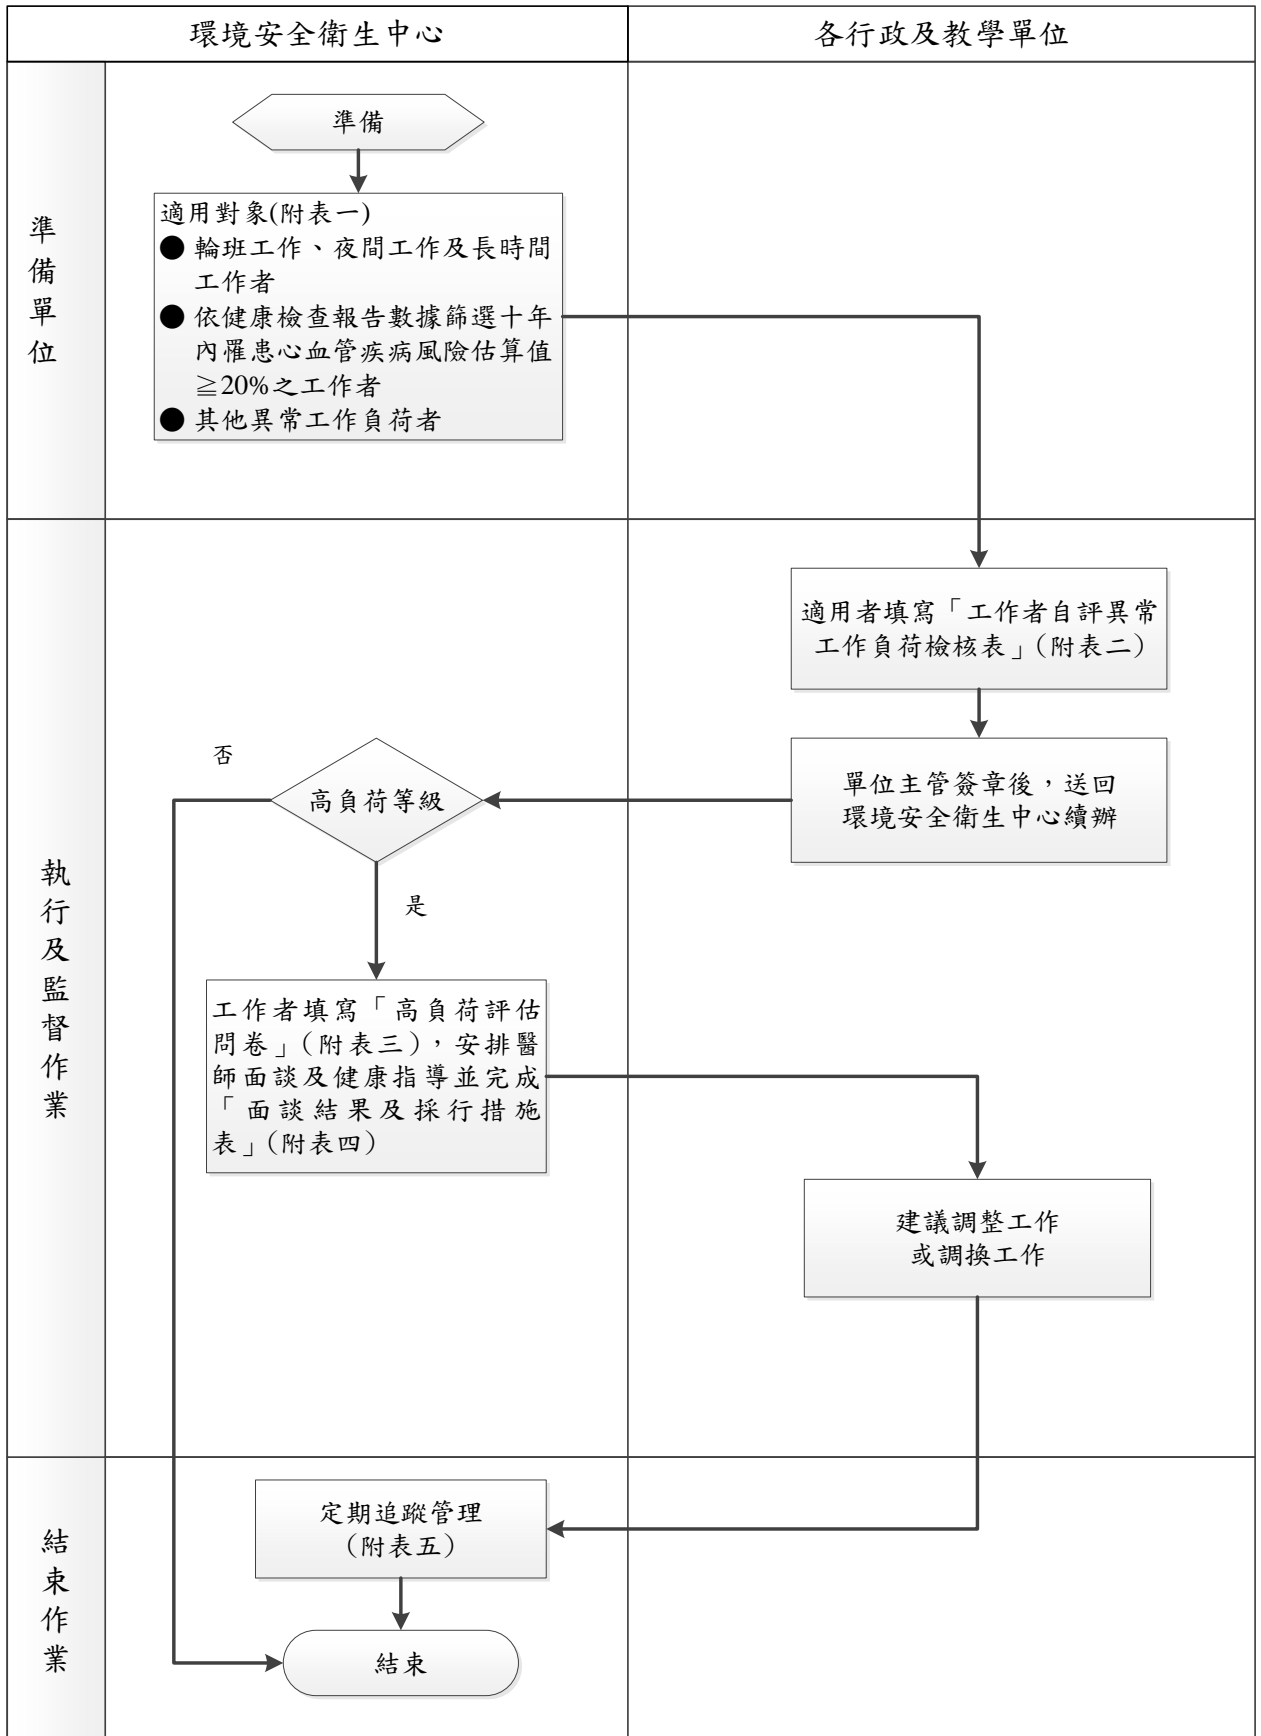 環境安全衛生中心
各行政及教學單位
準備單位
準備
適用對象(附表一)
● 輪班工作、夜間工作及長時間
工作者
● 依健康檢查報告數據篩選十年
內罹患心血管疾病風險估算值
≧20%之工作者
● 其他異常工作負荷者
執行及監督作業
適用者填寫「工作者自評異常
工作負荷檢核表」(附表二)
單位主管簽章後，送回
環境安全衛生中心續辦
否
高負荷等級
是
工作者填寫「高負荷評估
問卷」(附表三)，安排醫
師面談及健康指導並完成
「面談結果及採行措施
表」(附表四)
建議調整工作
或調換工作
結束作業
定期追蹤管理
(附表五)
結束